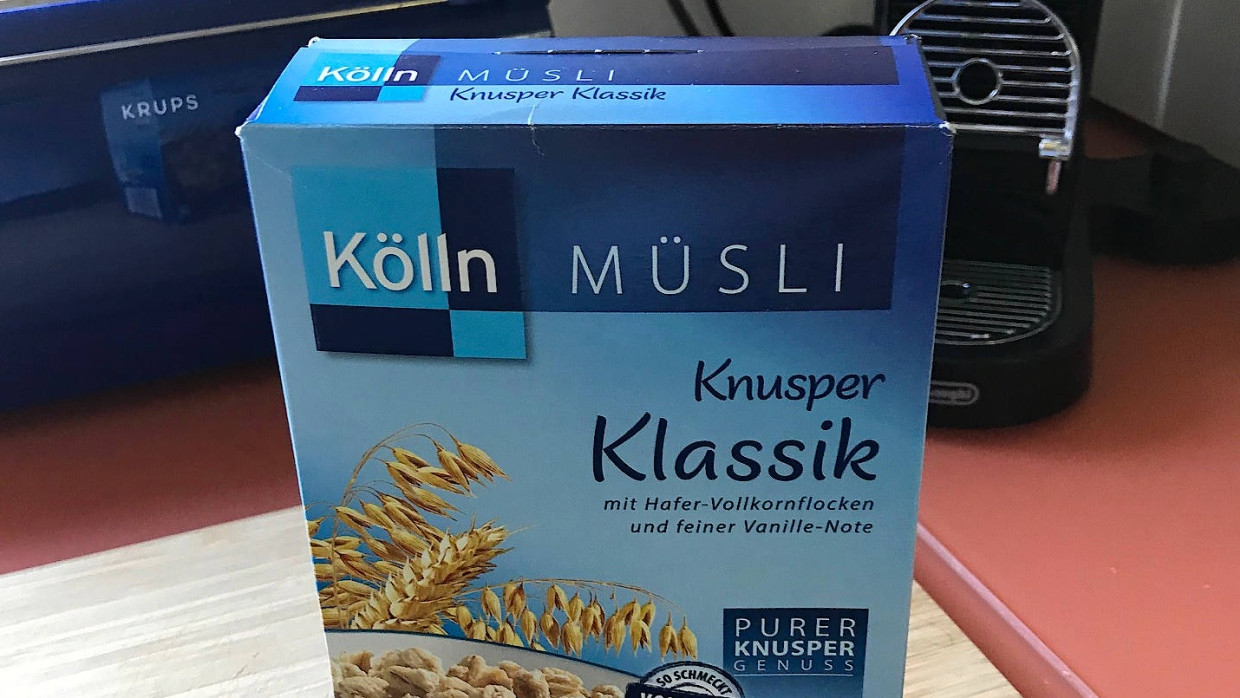 KRUPS
Kölln MÜSLI
Knusper Klassik
Kölln MÜSLI
Knusper
Klassik
mit Hafer-Vollkornflocken
und feiner Vanille-Note
PURER
KNUSPER
GENUSS
SO SCHMECKT